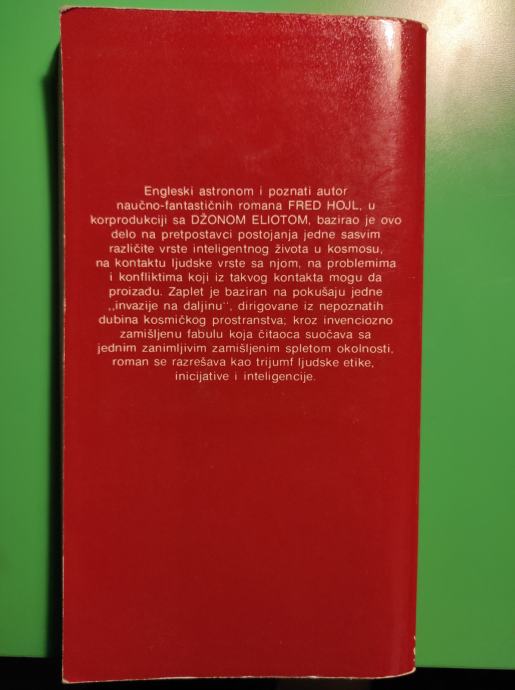 Engleski astronom i poznati autor
naučno-fantastičnih romana FRED HOJL, u
korprodukciji sa DŽONOM ELIOTOM, bazirao je ovo
delo na pretpostavci postojanja jedne sasvim
različite vrste inteligentnog života u kosmosu,
na kontaktu ljudske vrste sa njom, na problemima
i konfliktima koji iz takvog kontakta mogu da
proizađu. Zaplet je baziran na pokušaju jedne
,,invazije na daljinu", dirigovane iz nepoznatih
dubina kosmičkog prostranstva; kroz invenciozno
zamišljenu fabulu koja čitaoca suočava sa
jednim zanimljivim zamišljenim spletom okolnosti,
roman se razrešava kao trijumf ljudske etike,
inicijative i inteligencije.